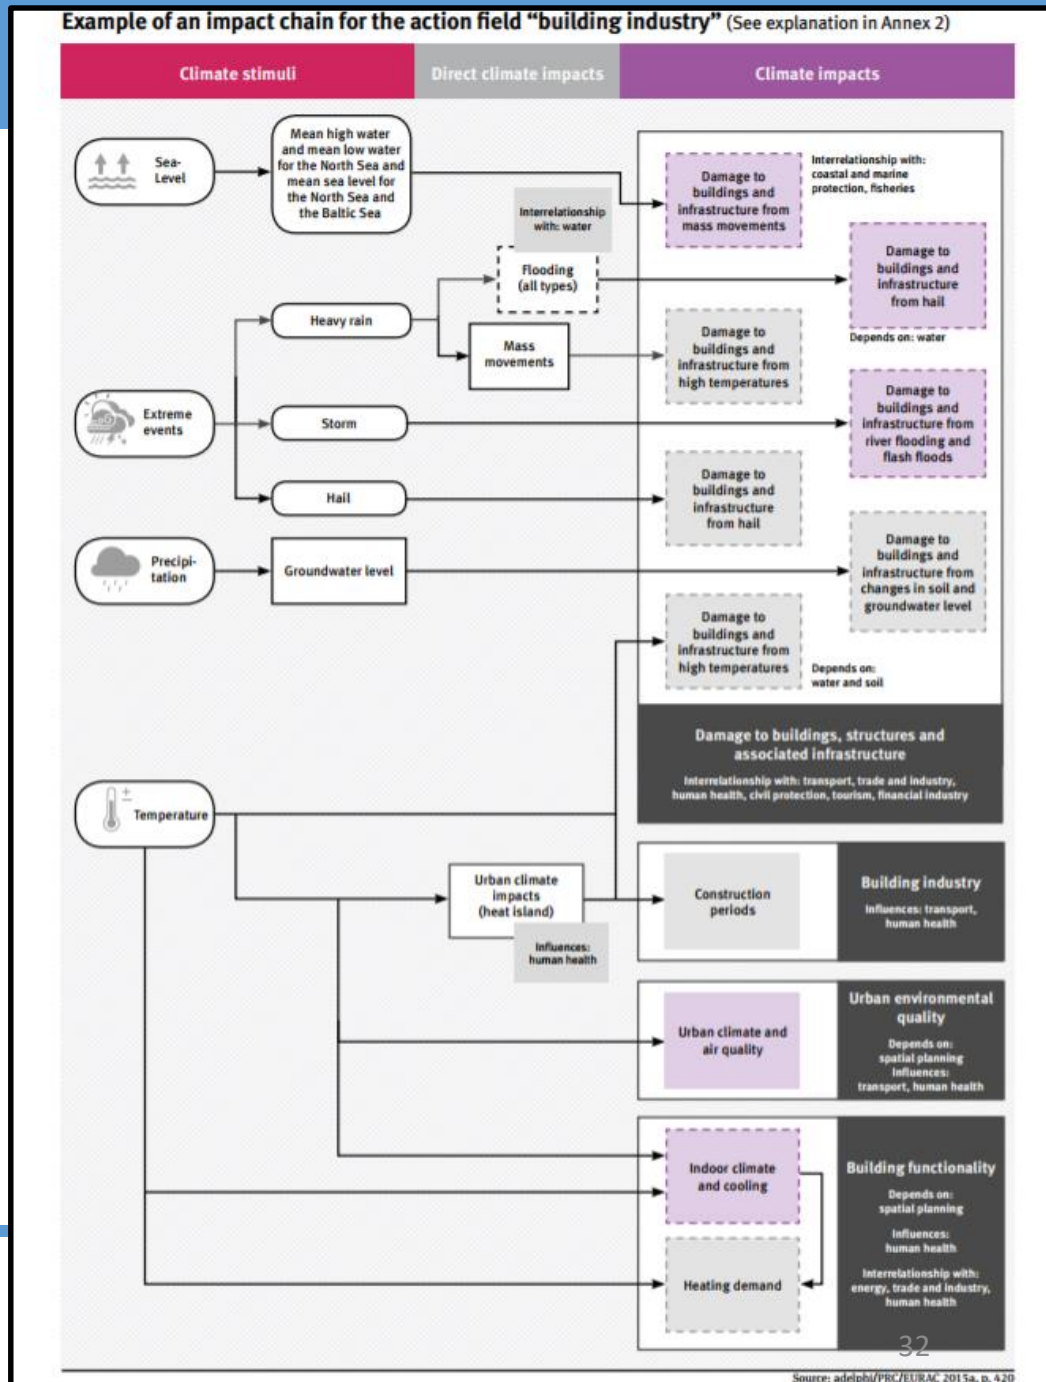 Example of an impact chain for the action field “building industry” (See explanation in Annex 2)
Climate stimuli
Direct climate impacts
Climate impacts
Sea-
Level
Mean high water
and mean low water
for the North Sea and
mean sea level for
the North Sea and
the Baltic Sea
Interrelationship
with: water
Damage to
buildings and
infrastructure from
mass movements
Interrelationship with:
coastal and marine
protection, fisheries
Flooding
(all types)
Damage to
buildings and
infrastructure
from hail
Depends on: water
Heavy rain
Mass
movements
Damage to
buildings and
infrastructure from
high temperatures
Extreme
events
Storm
Damage to
buildings and
infrastructure from
river flooding and
flash floods
Hail
Damage to
buildings and
infrastructure
from hail
Precipi-
tation
Groundwater level
Damage to
buildings and
infrastructure from
changes in soil and
groundwater level
Damage to
buildings and
infrastructure from
high temperatures
Depends on:
water and soil
Damage to buildings, structures and
associated infrastructure
Interrelationship with: transport, trade and industry,
human health, civil protection, tourism, financial industry
Temperature
Urban climate
impacts
(heat island)
Influences:
human health
Construction
periods
Building industry
Influences: transport,
human health
Urban climate and
air quality
Urban environmental
quality
Depends on:
spatial planning
Influences:
transport, human health
Indoor climate
and cooling
Building functionality
Depends on:
spatial planning
Influences:
human health
Interrelationship with:
energy, trade and industry,
human health
Heating demand
32
Source: adelphi/PRC/EURAC 2015a, p. 420